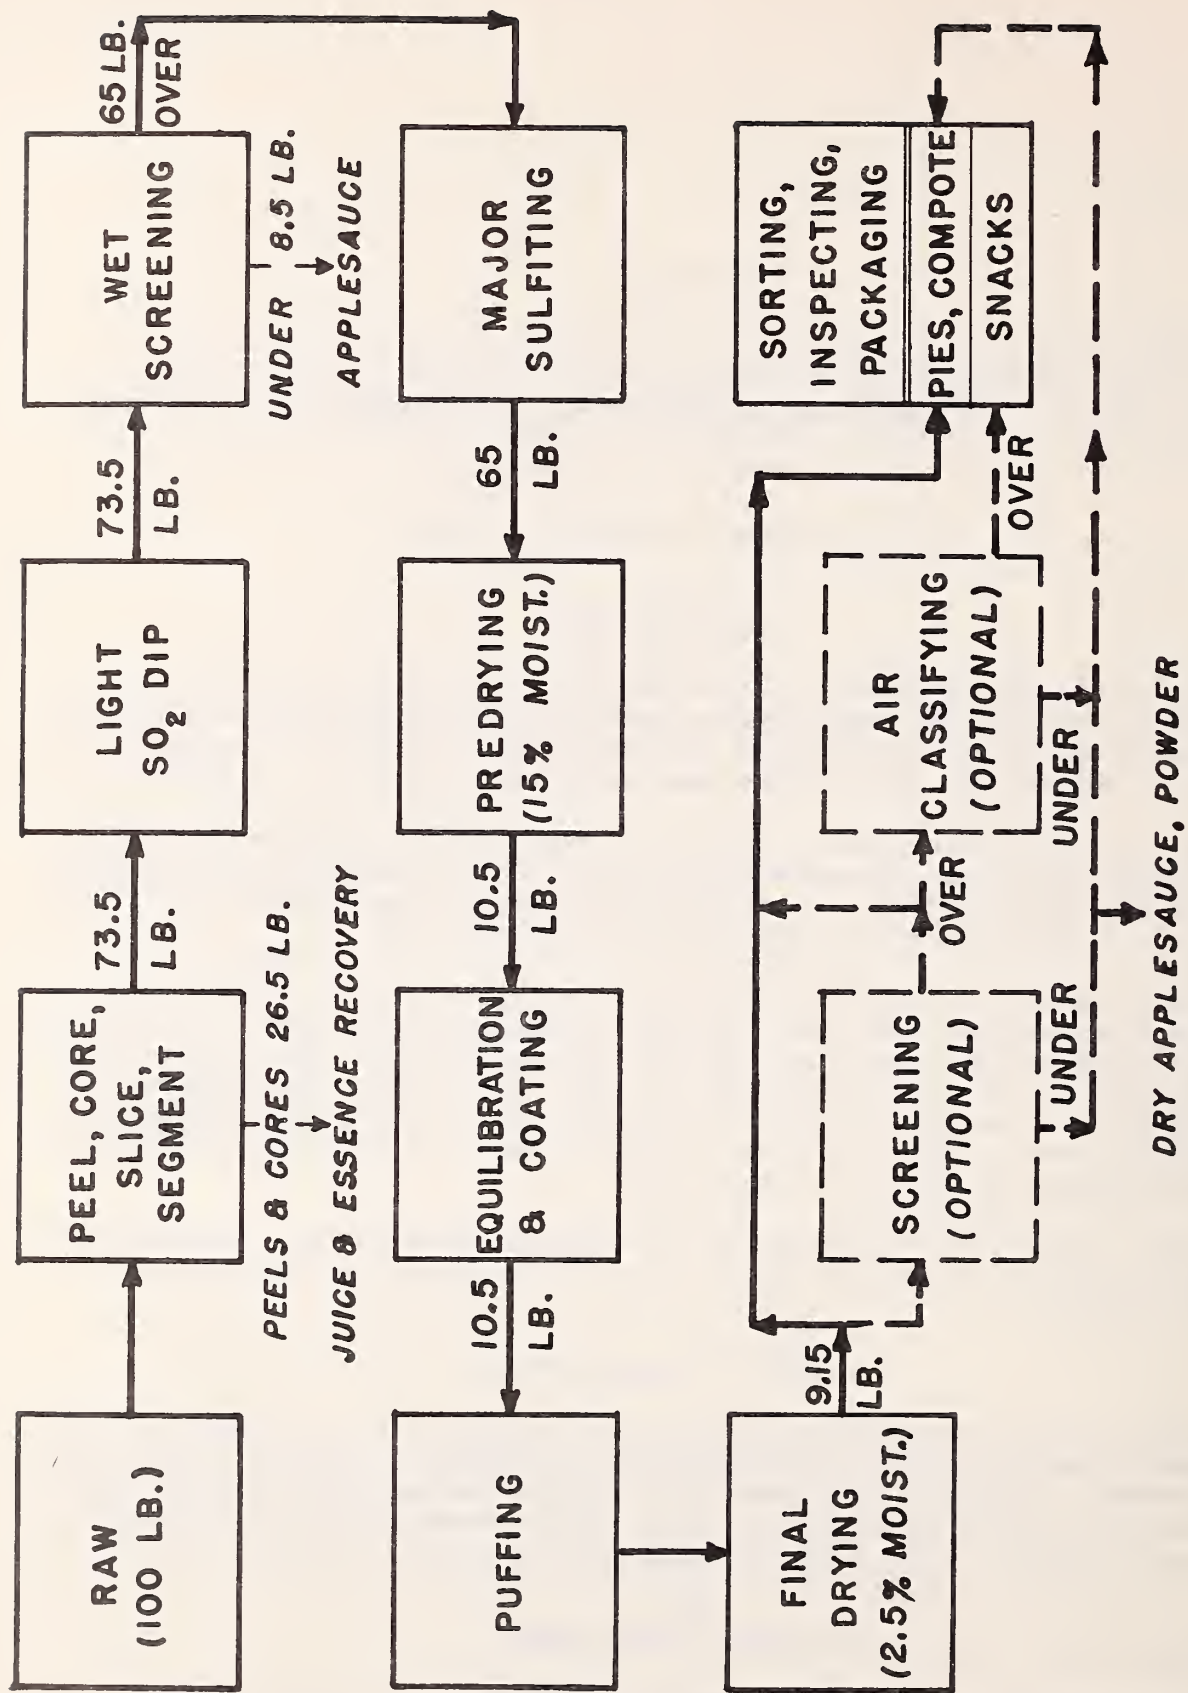 RAW
(100 LB.)
PEEL, CORE,
SLICE,
SEGMENT
PEELS & CORES 26.5 LB.
JUICE & ESSENCE RECOVERY
73.5
LB.
LIGHT
SO₂ DIP
73.5
LB.
WET
SCREENING
UNDER 8.5 LB.
APPLESAUCE
65 LB.
OVER
MAJOR
SULFITING
65
LB.
PREDRYING
(15% MOIST.)
10.5
LB.
EQUILIBRATION
& COATING
10.5
LB.
PUFFING
FINAL
DRYING
(2.5% MOIST.)
9.15
LB.
SCREENING
(OPTIONAL)
UNDER
OVER
AIR
CLASSIFYING
(OPTIONAL)
UNDER
OVER
SORTING,
INSPECTING,
PACKAGING
PIES, COMPOTE
SNACKS
DRY APPLESAUCE, POWDER